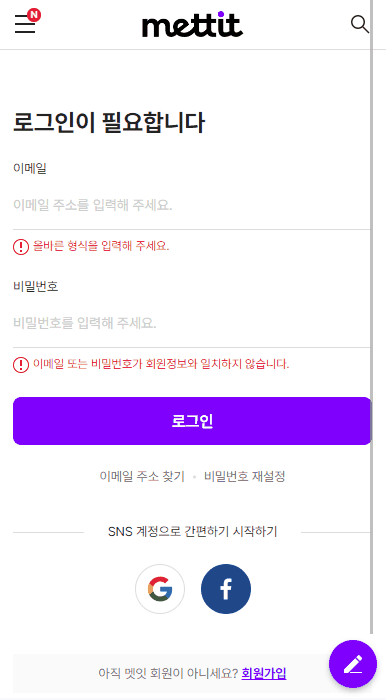 N
mettit
로그인이 필요합니다
이메일
이메일 주소를 입력해 주세요.
올바른 형식을 입력해 주세요.
비밀번호
비밀번호를 입력해 주세요.
이메일 또는 비밀번호가 회원정보와 일치하지 않습니다.
로그인
이메일 주소 찾기 • 비밀번호 재설정
SNS 계정으로 간편하기 시작하기
아직 멧잇 회원이 아니세요? 회원가입